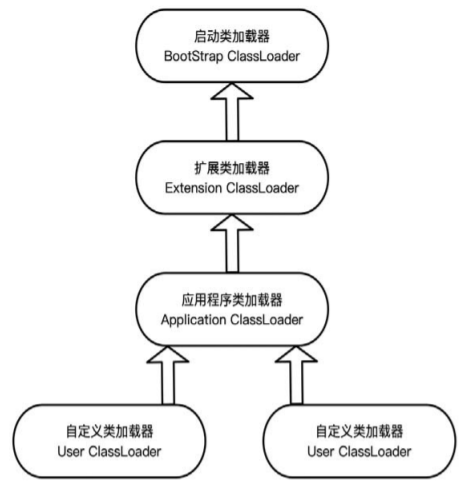 启动类加载器
BootStrap ClassLoader
扩展类加载器
Extension ClassLoader
应用程序类加载器
Application ClassLoader
自定义类加载器
User ClassLoader
自定义类加载器
User ClassLoader